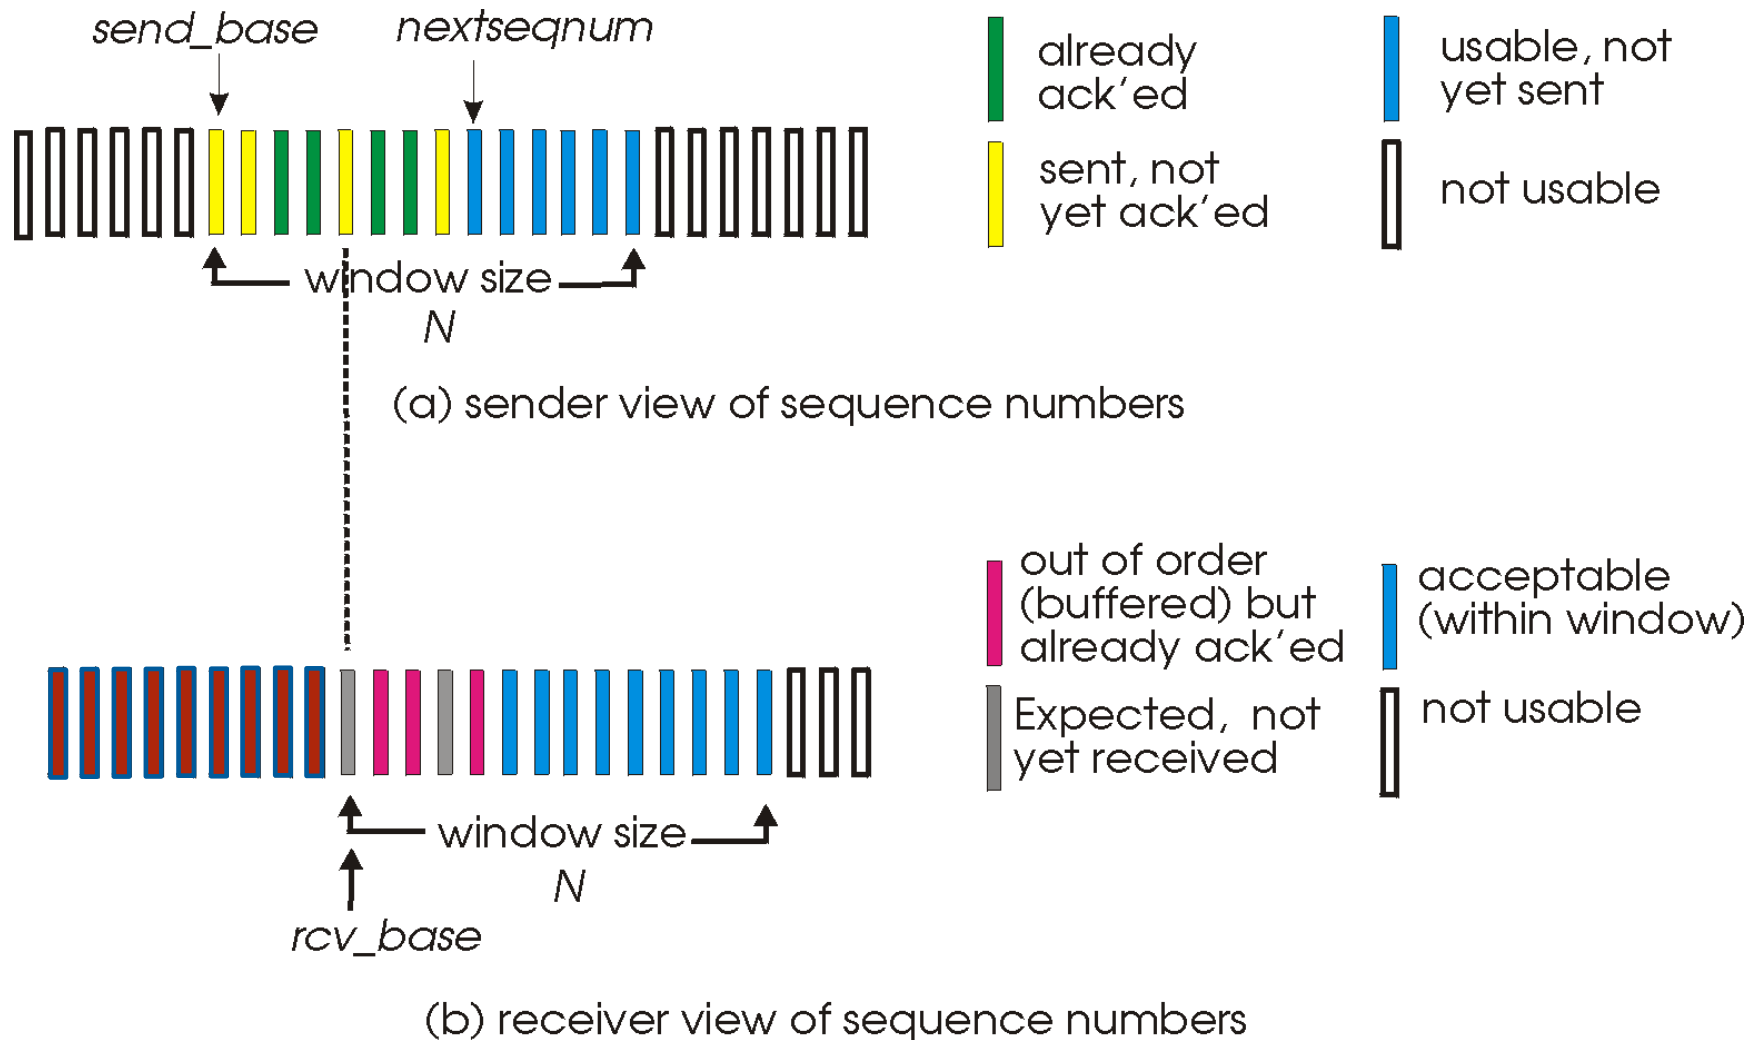 send_base
nextseqnum
already
ack'ed
usable, not
yet sent
sent, not
yet ack'ed
not usable
window size
N
(a) sender view of sequence numbers
out of order
(buffered) but
already ack'ed
acceptable
(within window)
Expected, not
yet received
not usable
window size
N
rcv_base
(b) receiver view of sequence numbers